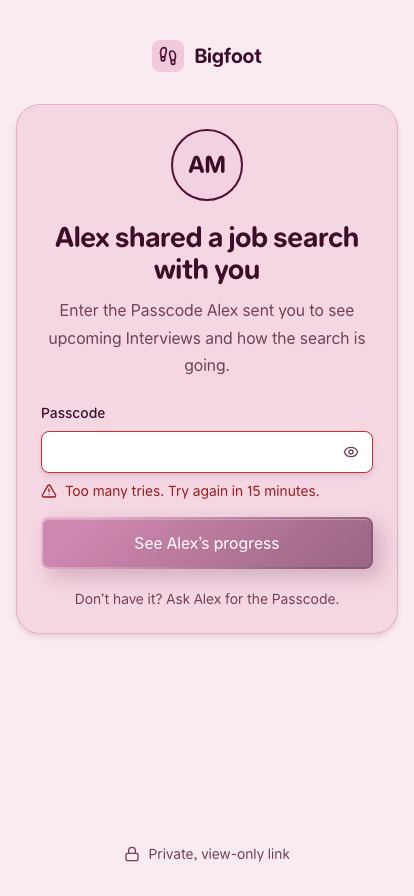 Bigfoot
AM
Alex shared a job search
with you
Enter the Passcode Alex sent you to see
upcoming Interviews and how the search is
going.
Passcode
Too many tries. Try again in 15 minutes.
See Alex’s progress
Don’t have it? Ask Alex for the Passcode.
Private, view-only link